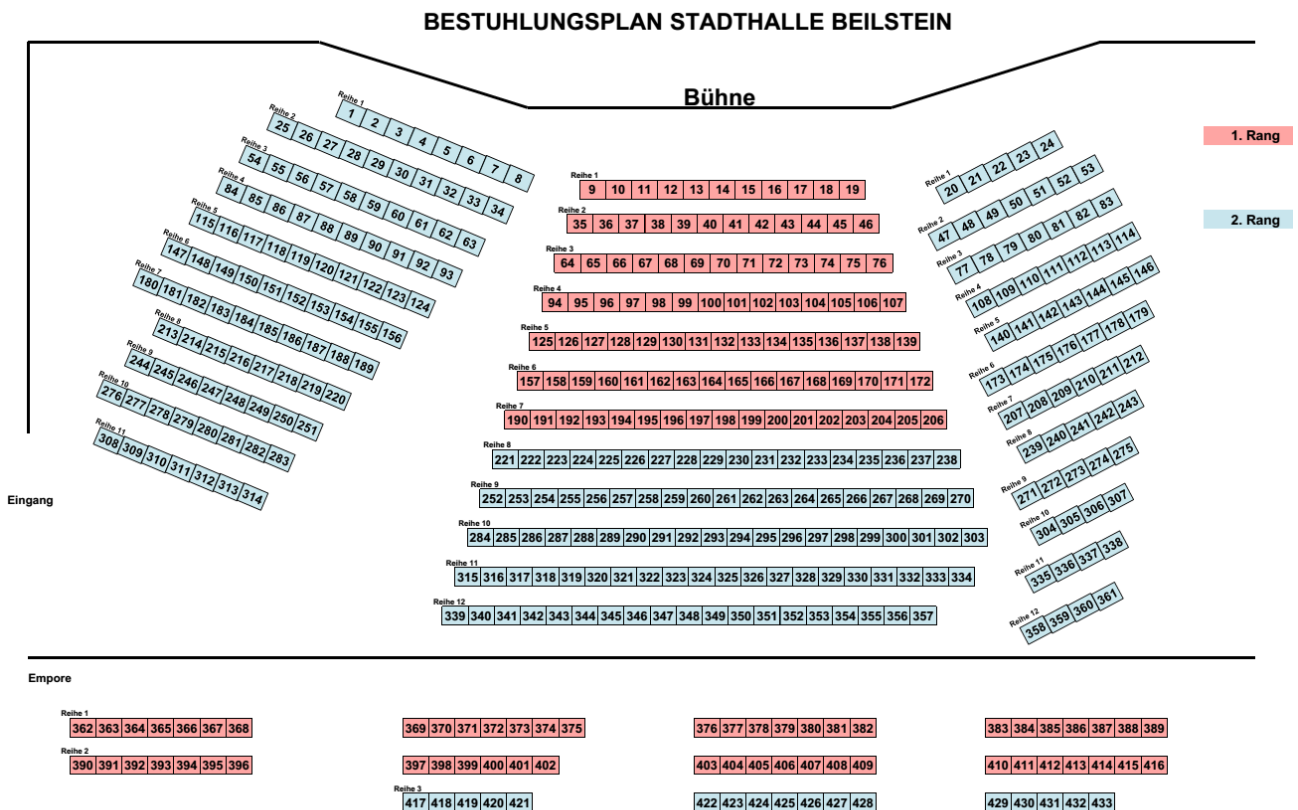 BESTUHLUNGSPLAN STADTHALLE BEILSTEIN
Bühne
1. Rang
2. Rang
Reihe 1
1 2 3 4 5 6 7 8
Reihe 2
25 26 27 28 29 30 31 32 33 34
Reihe 3
54 55 56 57 58 59 60 61 62 63
Reihe 4
84 85 86 87 88 89 90 91 92 93
Reihe 5
115 116 117 118 119 120 121 122 123 124
Reihe 6
147 148 149 150 151 152 153 154 155 156
Reihe 7
180 181 182 183 184 185 186 187 188 189
Reihe 8
213 214 215 216 217 218 219 220
Reihe 9
244 245 246 247 248 249 250 251
Reihe 10
276 277 278 279 280 281 282 283
Reihe 11
308 309 310 311 312 313 314
Eingang
Reihe 1
9 10 11 12 13 14 15 16 17 18 19
Reihe 2
35 36 37 38 39 40 41 42 43 44 45 46
Reihe 3
64 65 66 67 68 69 70 71 72 73 74 75 76
Reihe 4
94 95 96 97 98 99 100 101 102 103 104 105 106 107
Reihe 5
125 126 127 128 129 130 131 132 133 134 135 136 137 138 139
Reihe 6
157 158 159 160 161 162 163 164 165 166 167 168 169 170 171 172
Reihe 7
190 191 192 193 194 195 196 197 198 199 200 201 202 203 204 205 206
Reihe 8
221 222 223 224 225 226 227 228 229 230 231 232 233 234 235 236 237 238
Reihe 9
252 253 254 255 256 257 258 259 260 261 262 263 264 265 266 267 268 269 270
Reihe 10
284 285 286 287 288 289 290 291 292 293 294 295 296 297 298 299 300 301 302 303
Reihe 11
315 316 317 318 319 320 321 322 323 324 325 326 327 328 329 330 331 332 333 334
Reihe 12
339 340 341 342 343 344 345 346 347 348 349 350 351 352 353 354 355 356 357
Reihe 1
20 21 22 23 24
Reihe 2
47 48 49 50 51 52 53
Reihe 3
77 78 79 80 81 82 83
Reihe 4
108 109 110 111 112 113 114
Reihe 5
140 141 142 143 144 145 146
Reihe 6
173 174 175 176 177 178 179
Reihe 7
207 208 209 210 211 212
Reihe 8
239 240 241 242 243
Reihe 9
271 272 273 274 275
Reihe 10
304 305 306 307
Reihe 11
335 336 337 338
Reihe 12
358 359 360 361
Empore
Reihe 1
362 363 364 365 366 367 368 369 370 371 372 373 374 375 376 377 378 379 380 381 382 383 384 385 386 387 388 389
Reihe 2
390 391 392 393 394 395 396 397 398 399 400 401 402 403 404 405 406 407 408 409 410 411 412 413 414 415 416
Reihe 3
417 418 419 420 421 422 423 424 425 426 427 428 429 430 431 432 433